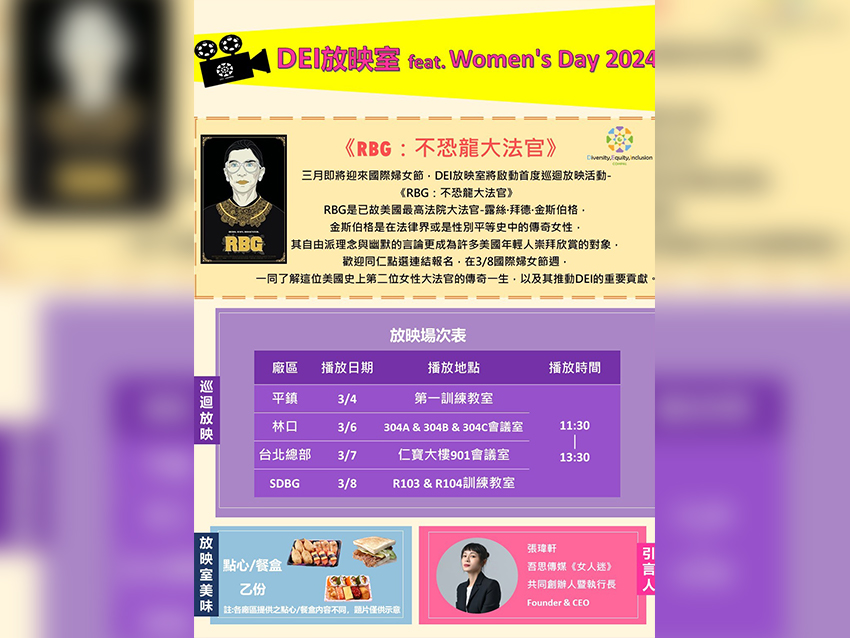 DEI放映室 feat. Women's Day 2024
《RBG：不恐龍大法官》
Diversity,Equity,Inclusion
三月即將迎來國際婦女節，DEI放映室將啟動首度巡迴放映活動-
《RBG：不恐龍大法官》
RBG是已故美國最高法院大法官-露絲·拜德·金斯伯格，
金斯伯格是在法律界或是性別平等史中的傳奇女性，
其自由派理念與幽默的言論更成為許多美國年輕人崇拜欣賞的對象，
歡迎同仁點選連結報名，在3/8國際婦女節週，
一同了解這位美國史上第二位女性大法官的傳奇一生，以及其推動DEI的重要貢獻。
RBG
巡迴放映
放映場次表
廠區 播放日期 播放地點 播放時間
平鎮 3/4 第一訓練教室
林口 3/6 304A & 304B & 304C會議室
台北總部 3/7 仁寶大樓901會議室
SDBG 3/8 R103 & R104訓練教室
11:30
|
13:30
放映室美味
點心/餐盒
乙份
註:各廠區提供之點心/餐盒內容不同，圖片僅供示意
張瑋軒
吾思傳媒《女人迷》
共同創辦人暨執行長
Founder & CEO
引言人